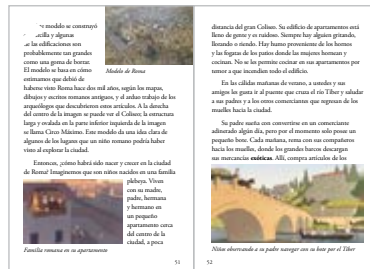 modelo se construyó
arcilla y algunas
las edificaciones son
probablemente tan grandes
como una goma de borrar.
El modelo se basa en cómo
estimamos que debió de
haberse visto Roma hace dos mil años, según los mapas,
dibujos y escritos romanos antiguos, y el arduo trabajo de los
arqueólogos que descubrieron estos artículos. A la derecha
del centro de la imagen se puede ver el Coliseo; la estructura
larga y ovalada en la parte inferior izquierda de la imagen
se llama Circo Máximo. Este modelo da una idea clara de
algunos de los lugares que un niño romano podría haber
visto al explorar la ciudad.
Modelo de Roma
Entonces, ¿cómo habrá sido nacer y crecer en la ciudad
de Roma? Imaginemos que son niños nacidos en una familia
plebeya. Viven
con su madre,
padre, hermana
y hermano en
un pequeño
apartamento cerca
del centro de la
ciudad, a poca
Familia romana en su apartamento
51
distancia del gran Coliseo. Su edificio de apartamentos está
lleno de gente y es ruidoso. Siempre hay alguien gritando,
llorando o riendo. Hay humo proveniente de los hornos
y las fogatas de los patios donde las mujeres hornean y
cocinan. No se les permite cocinar en sus apartamentos por
temor a que incendien todo el edificio.
En las cálidas mañanas de verano, a ustedes y sus
amigos les gusta ir al puente que cruza el río Tíber y saludar
a sus padres y a los otros comerciantes que regresan de los
muelles hacia la ciudad.
Su padre sueña con convertirse en un comerciante
adinerado algún día, pero por el momento solo posee un
pequeño bote. Cada mañana, rema con sus compañeros
hacia los muelles, donde los grandes barcos descargan
sus mercancías exóticas. Allí, compra artículos de los
Niños observando a su padre navegar con su bote por el Tíber
52